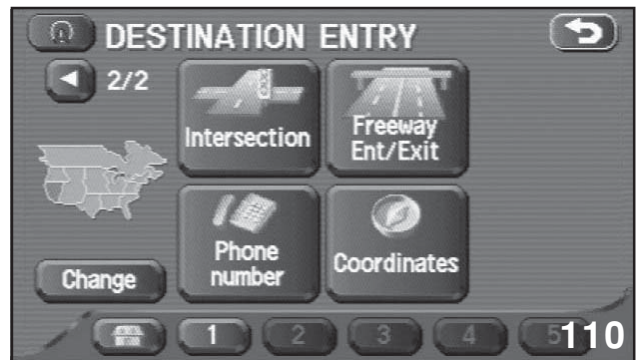 DESTINATION ENTRY
2/2
Intersection
Freeway
Ent/Exit
Phone
number
Coordinates
Change
1
2
3
4
5
110